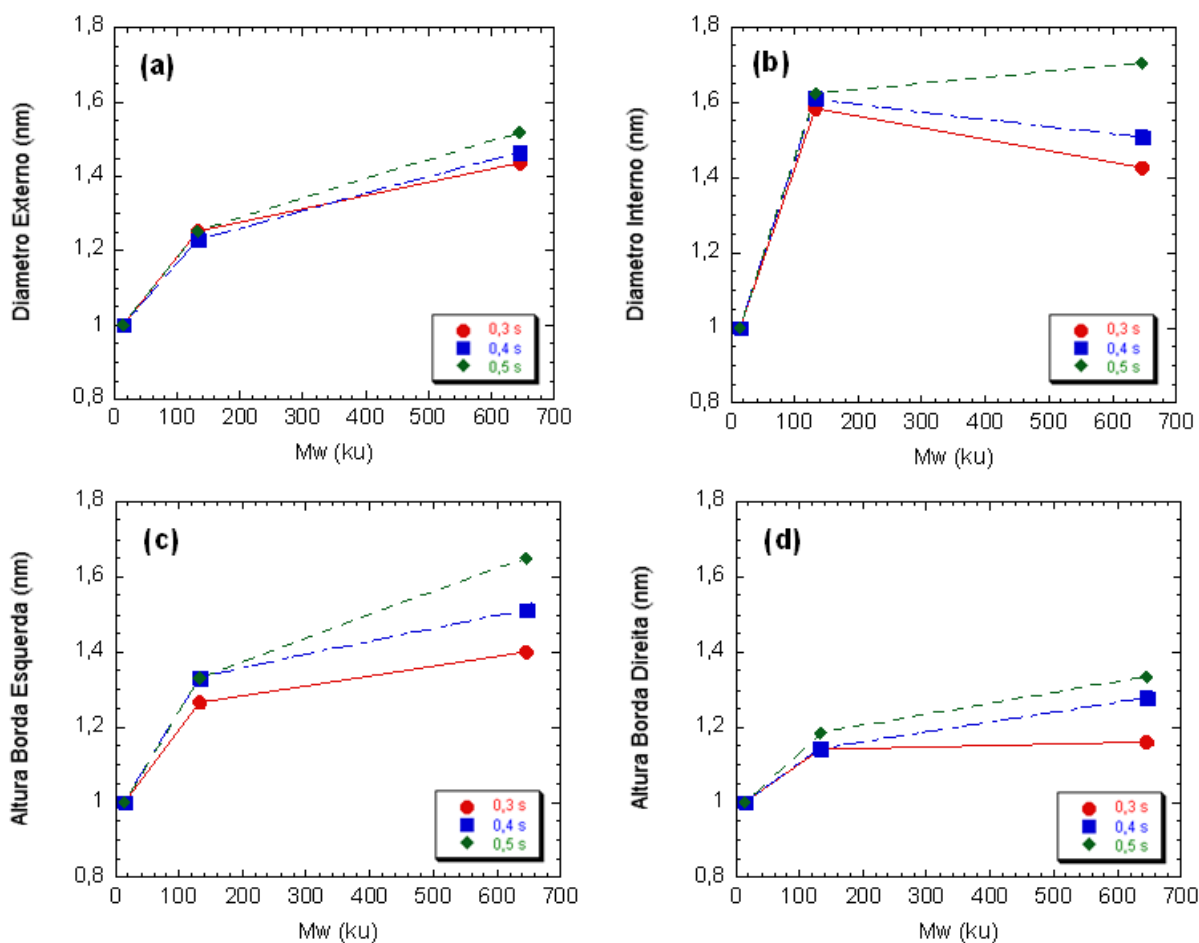 (a)
Diametro Externo (nm)
1,8
1,6
1,4
1,2
1
0,8
0 100 200 300 400 500 600 700
Mw (ku)
0,3 s
0,4 s
0,5 s
(b)
Diametro Interno (nm)
1,8
1,6
1,4
1,2
1
0,8
0 100 200 300 400 500 600 700
Mw (ku)
0,3 s
0,4 s
0,5 s
(c)
Altura Borda Esquerda (nm)
1,8
1,6
1,4
1,2
1
0,8
0 100 200 300 400 500 600 700
Mw (ku)
0,3 s
0,4 s
0,5 s
(d)
Altura Borda Direita (nm)
1,8
1,6
1,4
1,2
1
0,8
0 100 200 300 400 500 600 700
Mw (ku)
0,3 s
0,4 s
0,5 s